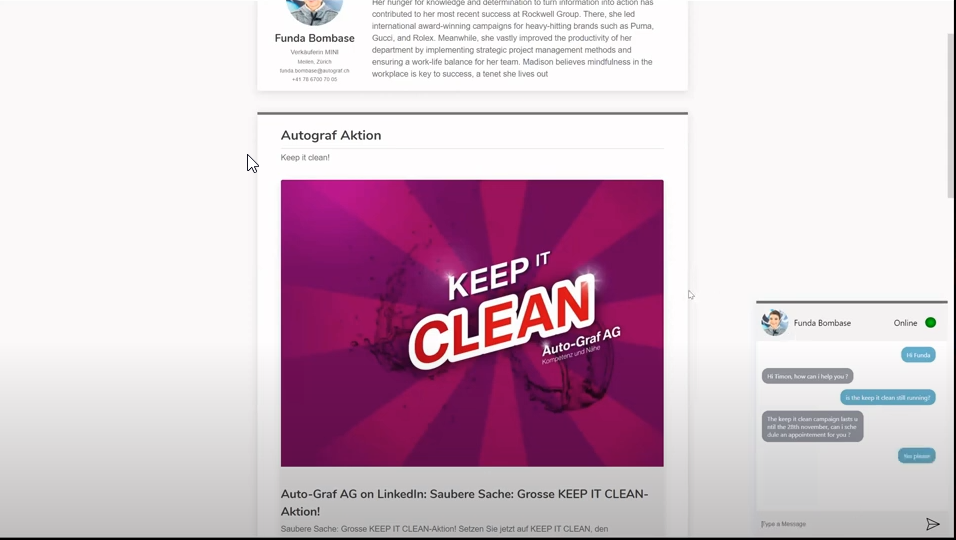 Her hunger for knowledge and determination to turn information into action has
contributed to her most recent success at Rockwell Group. There, she led
international award-winning campaigns for heavy-hitting brands such as Puma,
Gucci, and Rolex. Meanwhile, she vastly improved the productivity of her
department by implementing strategic project management methods and
ensuring a work-life balance for her team. Madison believes mindfulness in the
workplace is key to success, a tenet she lives out
Funda Bombase
Verkäuferin MINI
Meilen, Zürich
funda.bombase@autograf.ch
+41 78 6700 70 05
Autograf Aktion
Keep it clean!
KEEP IT
CLEAN
Auto-Graf AG
Kompetenz und Nähe
Auto-Graf AG on LinkedIn: Saubere Sache: Grosse KEEP IT CLEAN-
Aktion!
Saubere Sache: Grosse KEEP IT CLEAN-Aktion! Setzen Sie jetzt auf KEEP IT CLEAN, den
Funda Bombase Online
Hi Funda
Hi Timon, how can i help you ?
is the keep it clean still running?
The keep it clean campaign lasts u
ntil the 28th november, can i sche
dule an appointement for you ?
Yes please
Type a Message